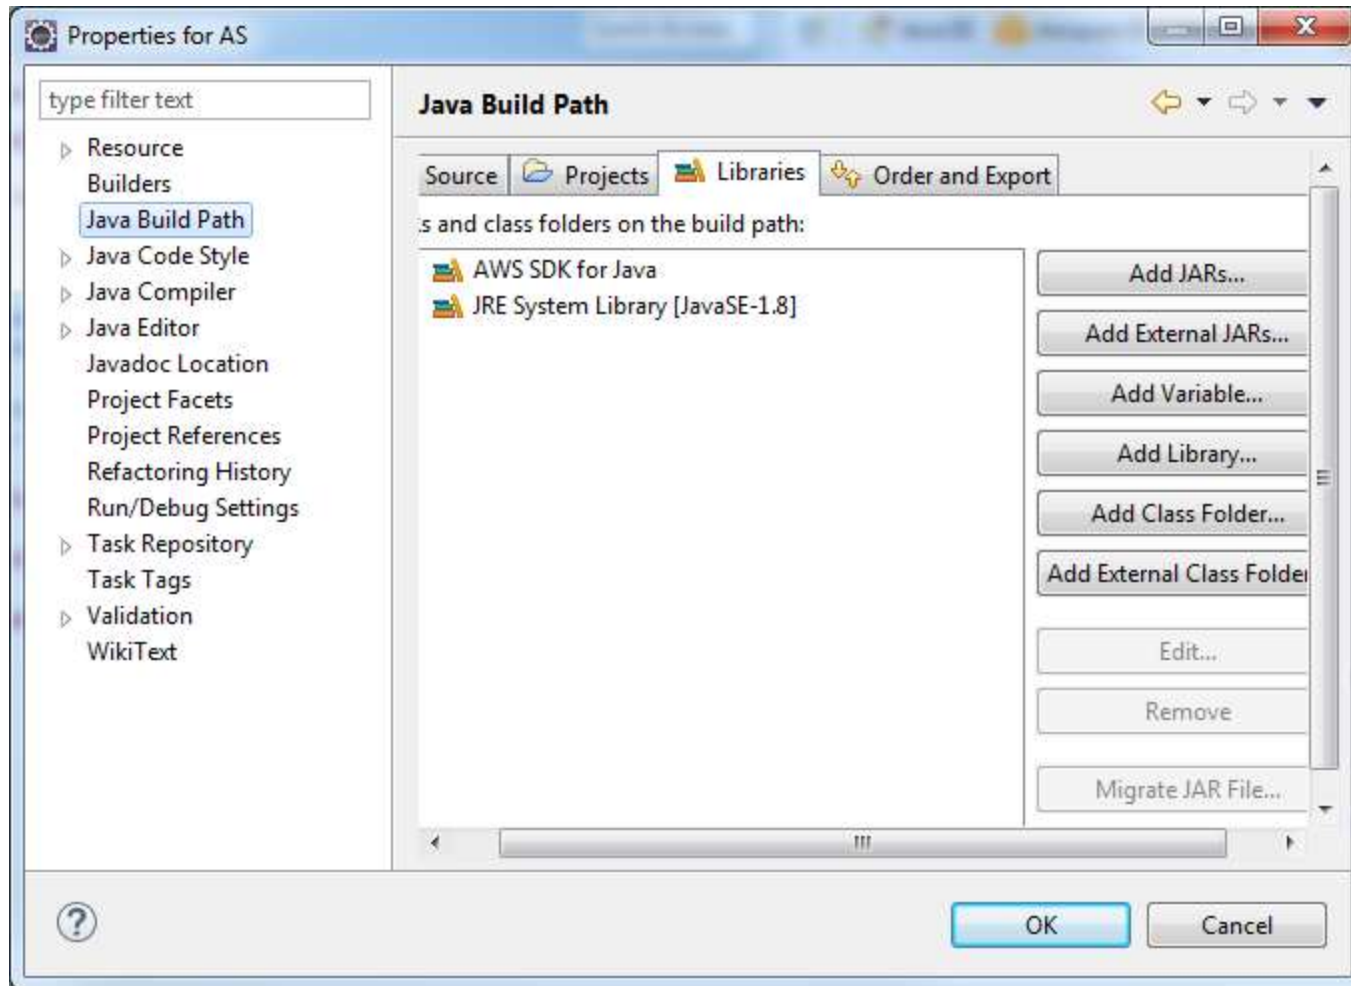 Properties for AS
type filter text
Java Build Path
Resource
Builders
Java Build Path
Java Code Style
Java Compiler
Java Editor
Javadoc Location
Project Facets
Project References
Refactoring History
Run/Debug Settings
Task Repository
Task Tags
Validation
WikiText
Source
Projects
Libraries
Order and Export
s and class folders on the build path:
AWS SDK for Java
JRE System Library [JavaSE-1.8]
Add JARs...
Add External JARs...
Add Variable...
Add Library...
Add Class Folder...
Add External Class Folder
Edit...
Remove
Migrate JAR File...
OK
Cancel